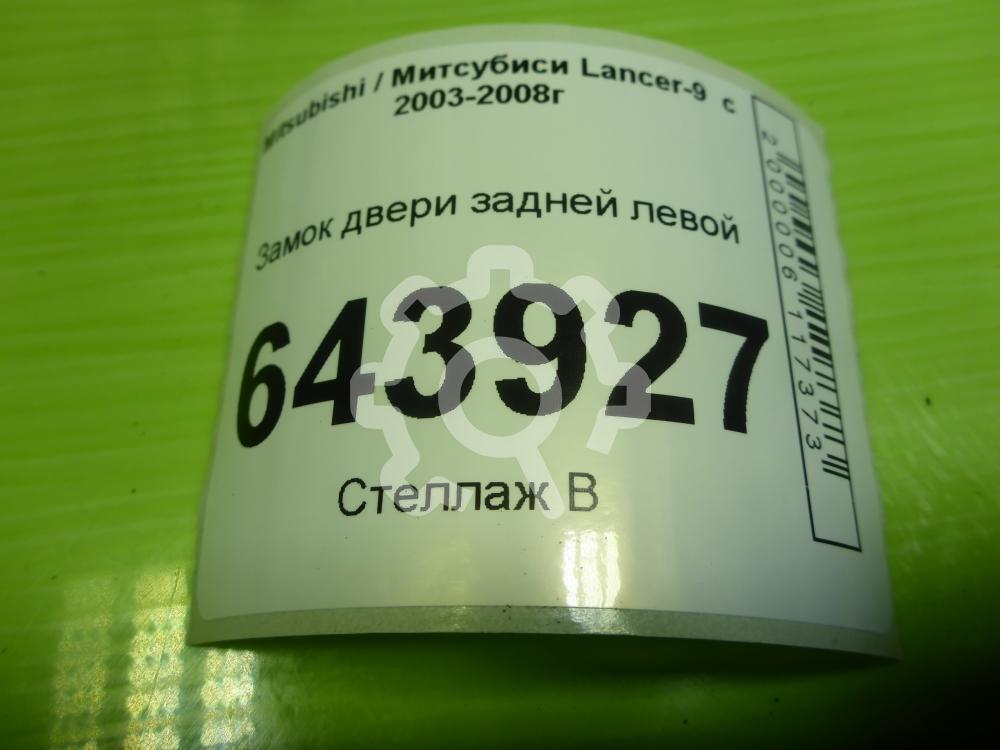 Mitsubishi / Митсубиси Lancer-9 с
2003-2008г
Замок двери задней левой
643927
Стеллаж В
2000006117373